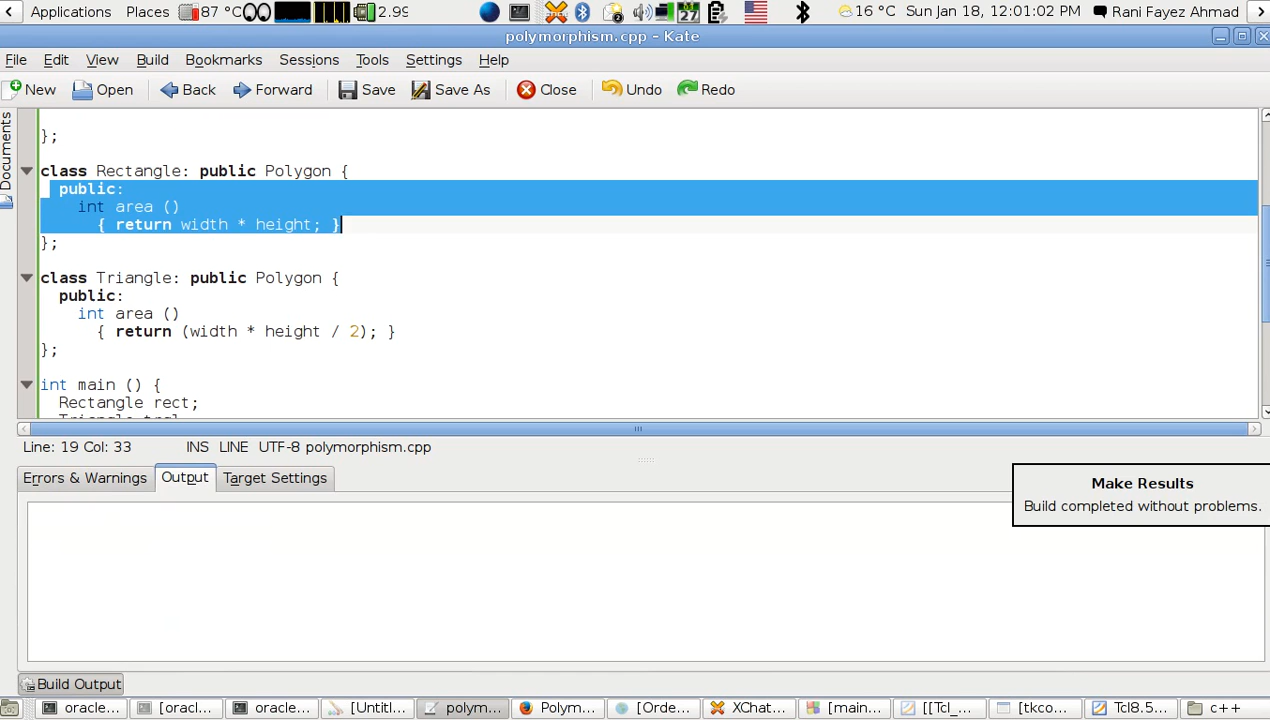 Applications Places 87 °C 2.99 27 16 °C Sun Jan 18, 12:01:02 Rani Fayez Ahmad
polymorphism.cpp - Kate
File Edit View Build Bookmarks Sessions Tools Settings Help
New Open Back Forward Save Save As Close Undo Redo
Documents
};
class Rectangle: public Polygon {
public:
int area ()
{ return width * height; }
};
class Triangle: public Polygon {
public:
int area ()
{ return (width * height / 2); }
};
int main () {
Rectangle rect;
Triangle trgl
Line: 19 Col: 33 INS LINE UTF-8 polymorphism.cpp
Errors & Warnings Output Target Settings
Make Results
Build completed without problems.
Build Output
oracle... [oracl... oracle... [Untitl... polym... Polym... [Orde... XChat... [main... [[Tcl_... [tkco... Tcl8.5... c++